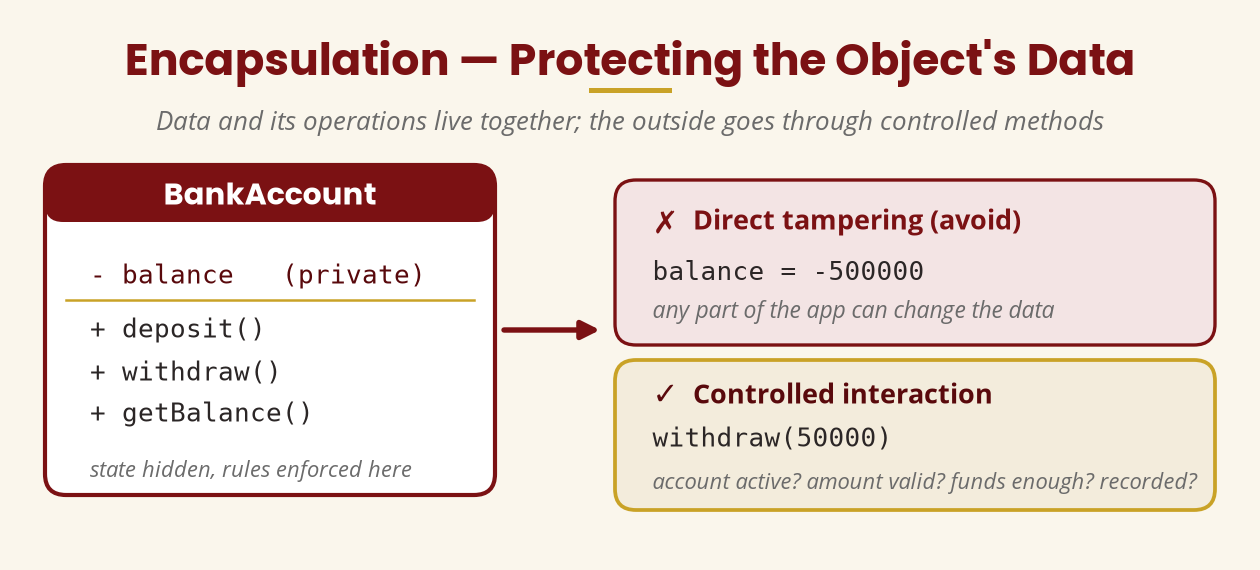 Encapsulation — Protecting the Object's Data
Data and its operations live together; the outside goes through controlled methods
BankAccount
- balance   (private)
+ deposit()
+ withdraw()
+ getBalance()
state hidden, rules enforced here
✗ Direct tampering (avoid)
balance = -500000
any part of the app can change the data
✓ Controlled interaction
withdraw(50000)
account active? amount valid? funds enough? recorded?